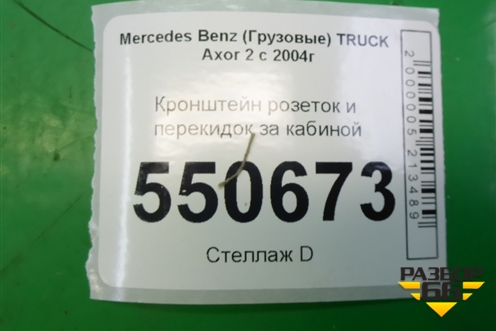 Mercedes Benz (Грузовые) TRUCK
Axor 2 с 2004г
Кронштейн розеток и
перекидок за кабиной
550673
Стеллаж D
2000005213489
РАЗБОР
66